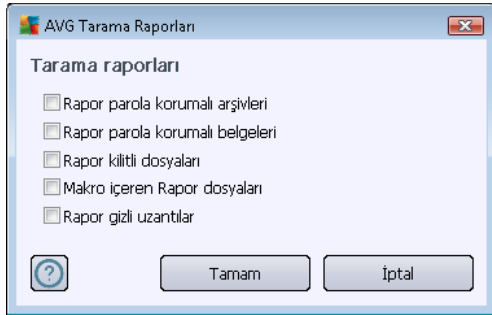 AVG Tarama Raporları
Tarama raporları
Rapor parola korumalı arşivleri
Rapor parola korumalı belgeleri
Rapor kilitli dosyaları
Makro içeren Rapor dosyaları
Rapor gizli uzantılar
Tamam
İptal